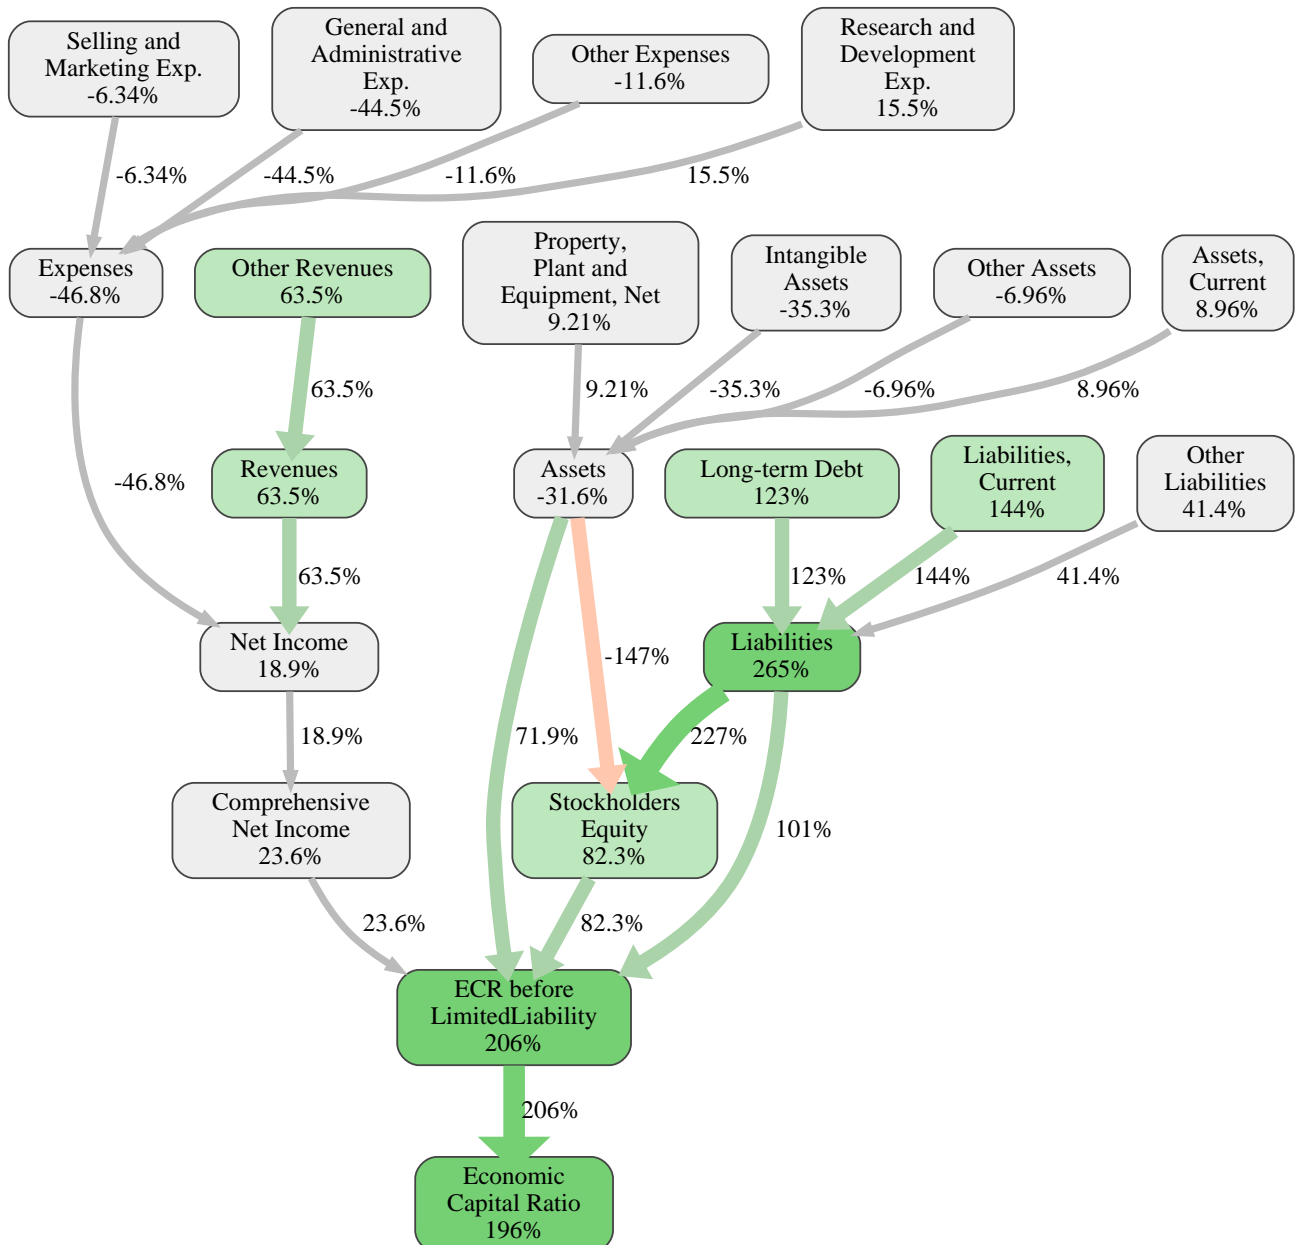 Selling and
Marketing Exp.
-6.34%
General and
Administrative
Exp.
-44.5%
Other Expenses
-11.6%
Research and
Development
Exp.
15.5%
-6.34%
-44.5%
-11.6%
15.5%
Expenses
-46.8%
Other Revenues
63.5%
Property,
Plant and
Equipment, Net
9.21%
Intangible
Assets
-35.3%
Other Assets
-6.96%
Assets,
Current
8.96%
63.5%
9.21%
-35.3%
-6.96%
8.96%
-46.8%
Revenues
63.5%
Assets
-31.6%
Long-term Debt
123%
Liabilities,
Current
144%
Other
Liabilities
41.4%
63.5%
123%
144%
41.4%
Net Income
18.9%
-147%
Liabilities
265%
18.9%
71.9%
227%
Comprehensive
Net Income
23.6%
Stockholders
Equity
82.3%
101%
23.6%
82.3%
ECR before
LimitedLiability
206%
206%
Economic
Capital Ratio
196%